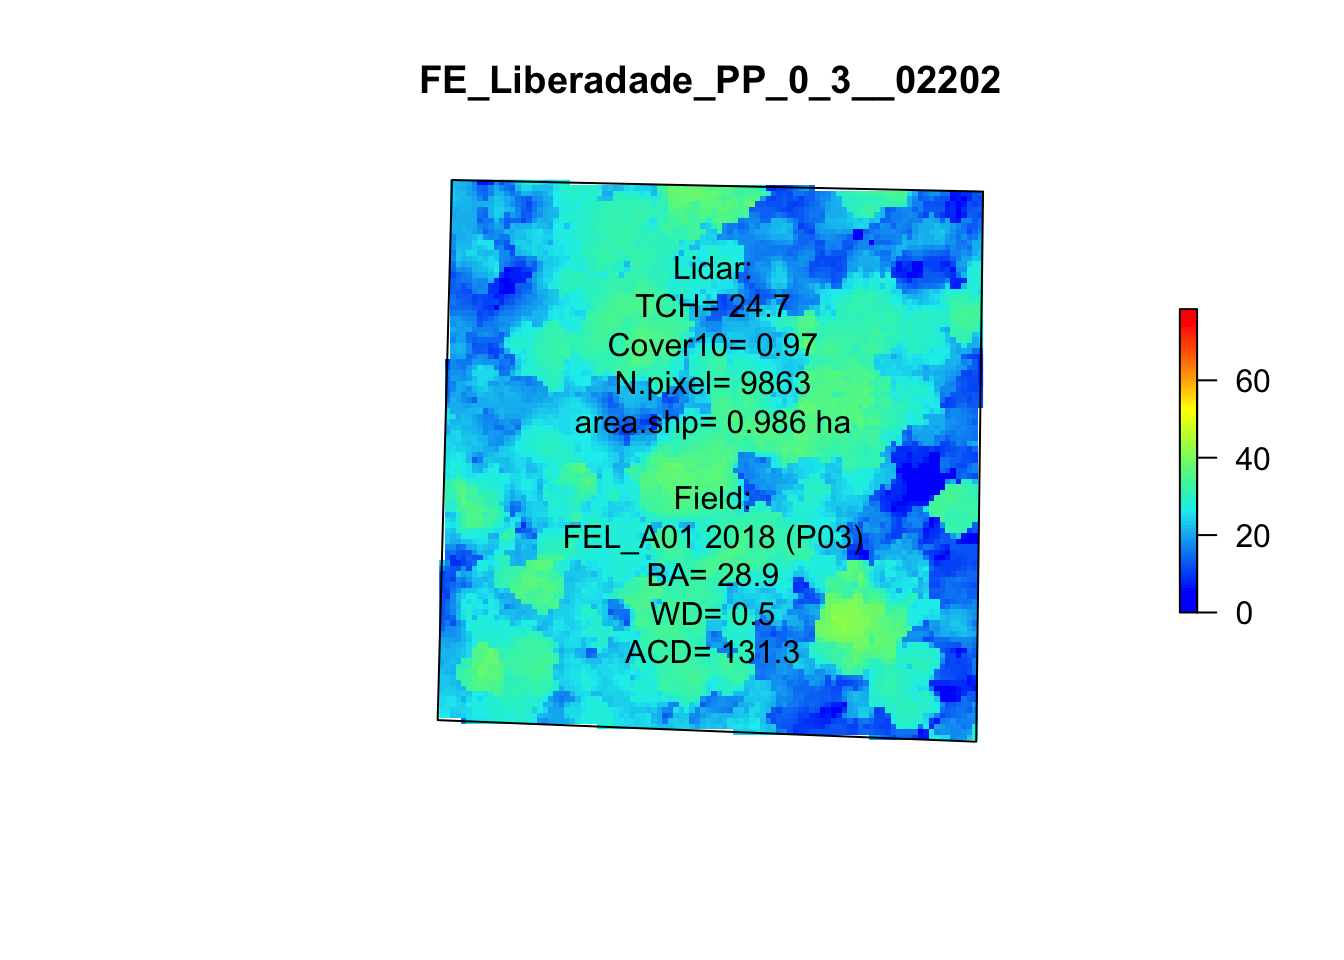 FE_Liberadade_PP_0_3__02202
Lidar:
TCH= 24.7
Cover10= 0.97
N.pixel= 9863
area.shp= 0.986 ha
Field:
FEL_A01 2018 (P03)
BA= 28.9
WD= 0.5
ACD= 131.3
60
40
20
0